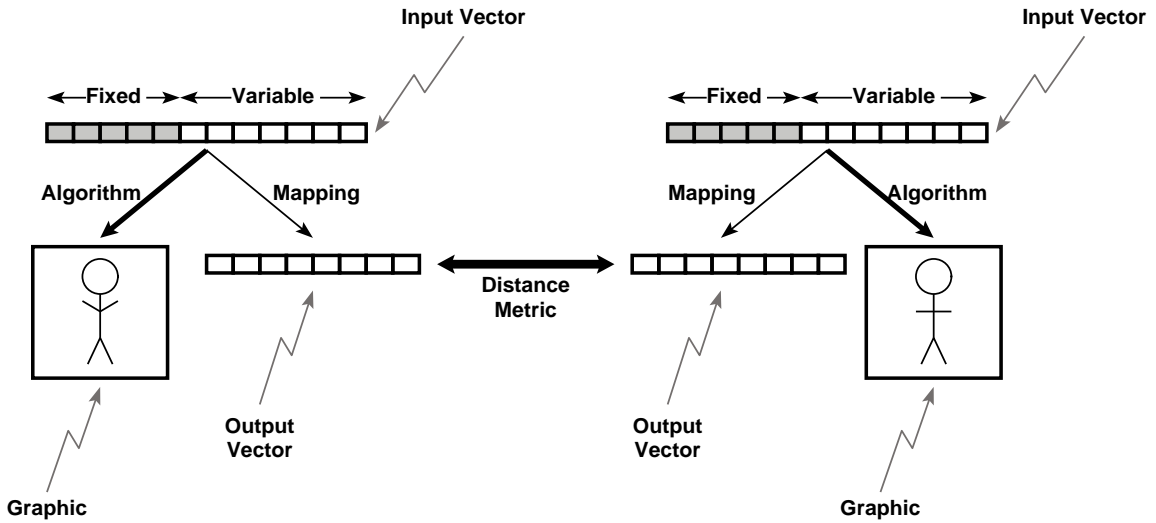 Input Vector
Input Vector
Fixed
Variable
Fixed
Variable
Algorithm
Mapping
Mapping
Algorithm
Distance
Metric
Output
Vector
Output
Vector
Graphic
Graphic